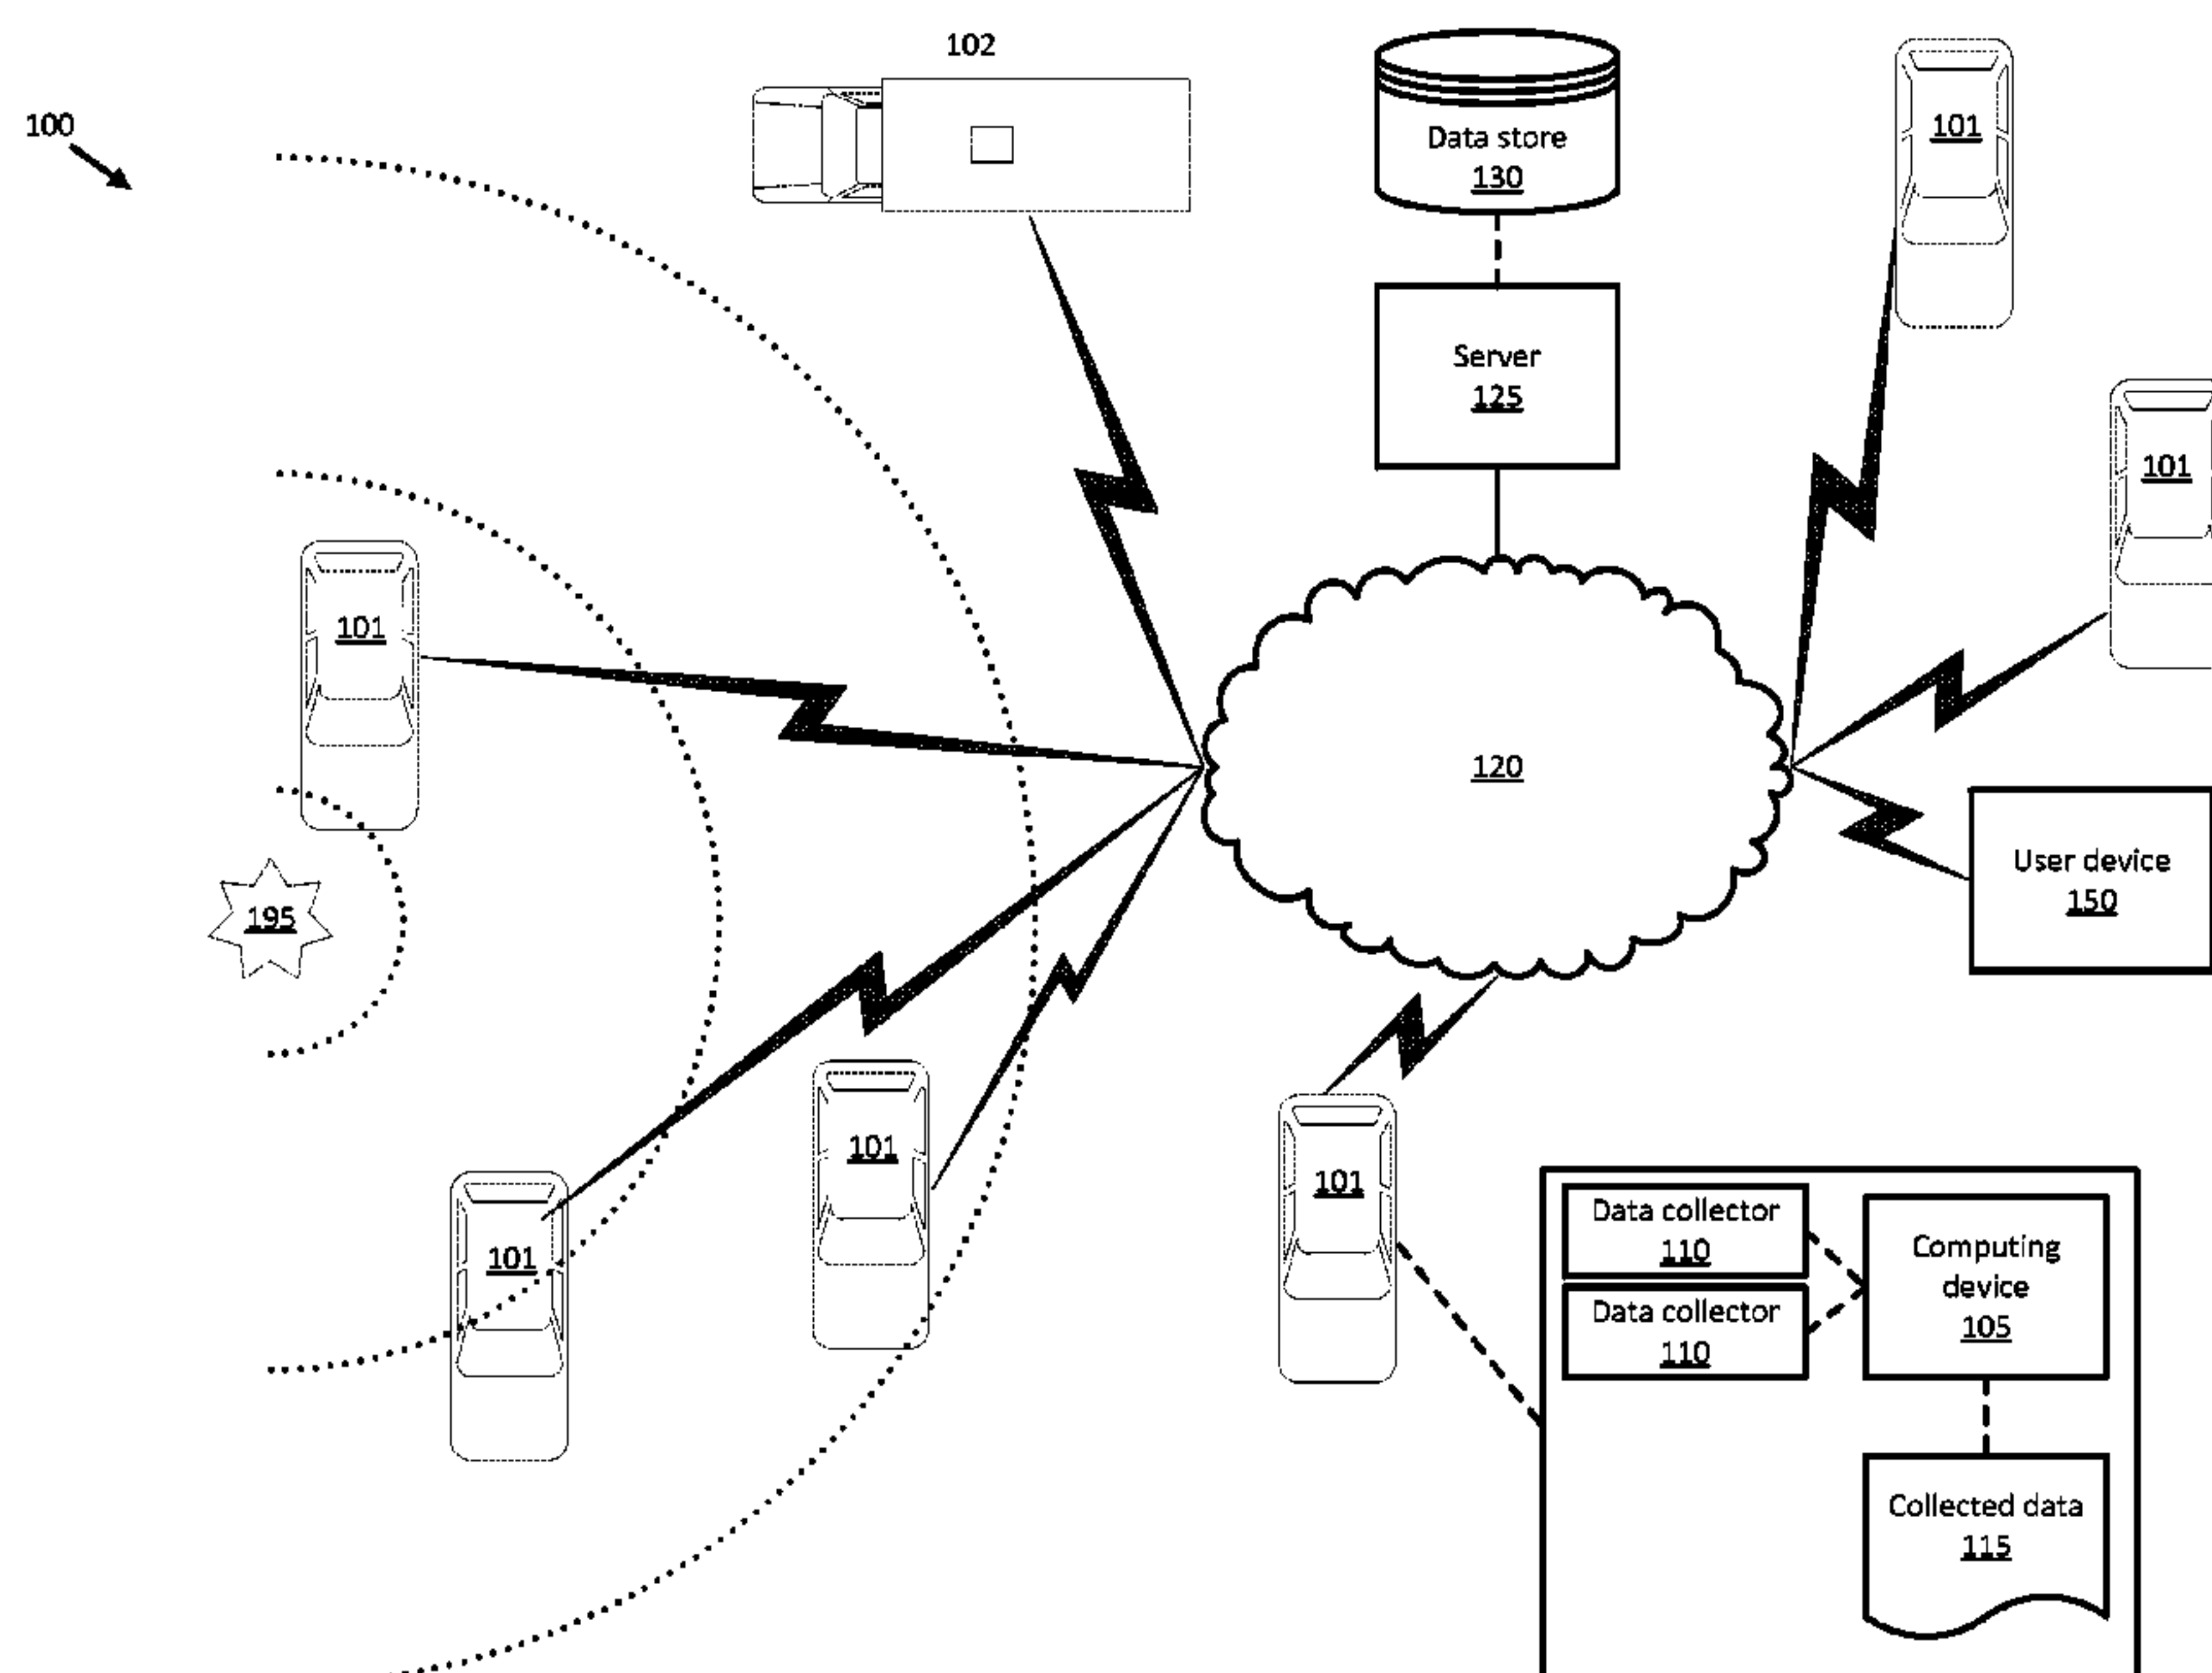 102
100
Data store
130
101
Server
125
101
101
120
User device
150
195
101
101
101
Data collector
110
Data collector
110
Computing
device
105
Collected data
115